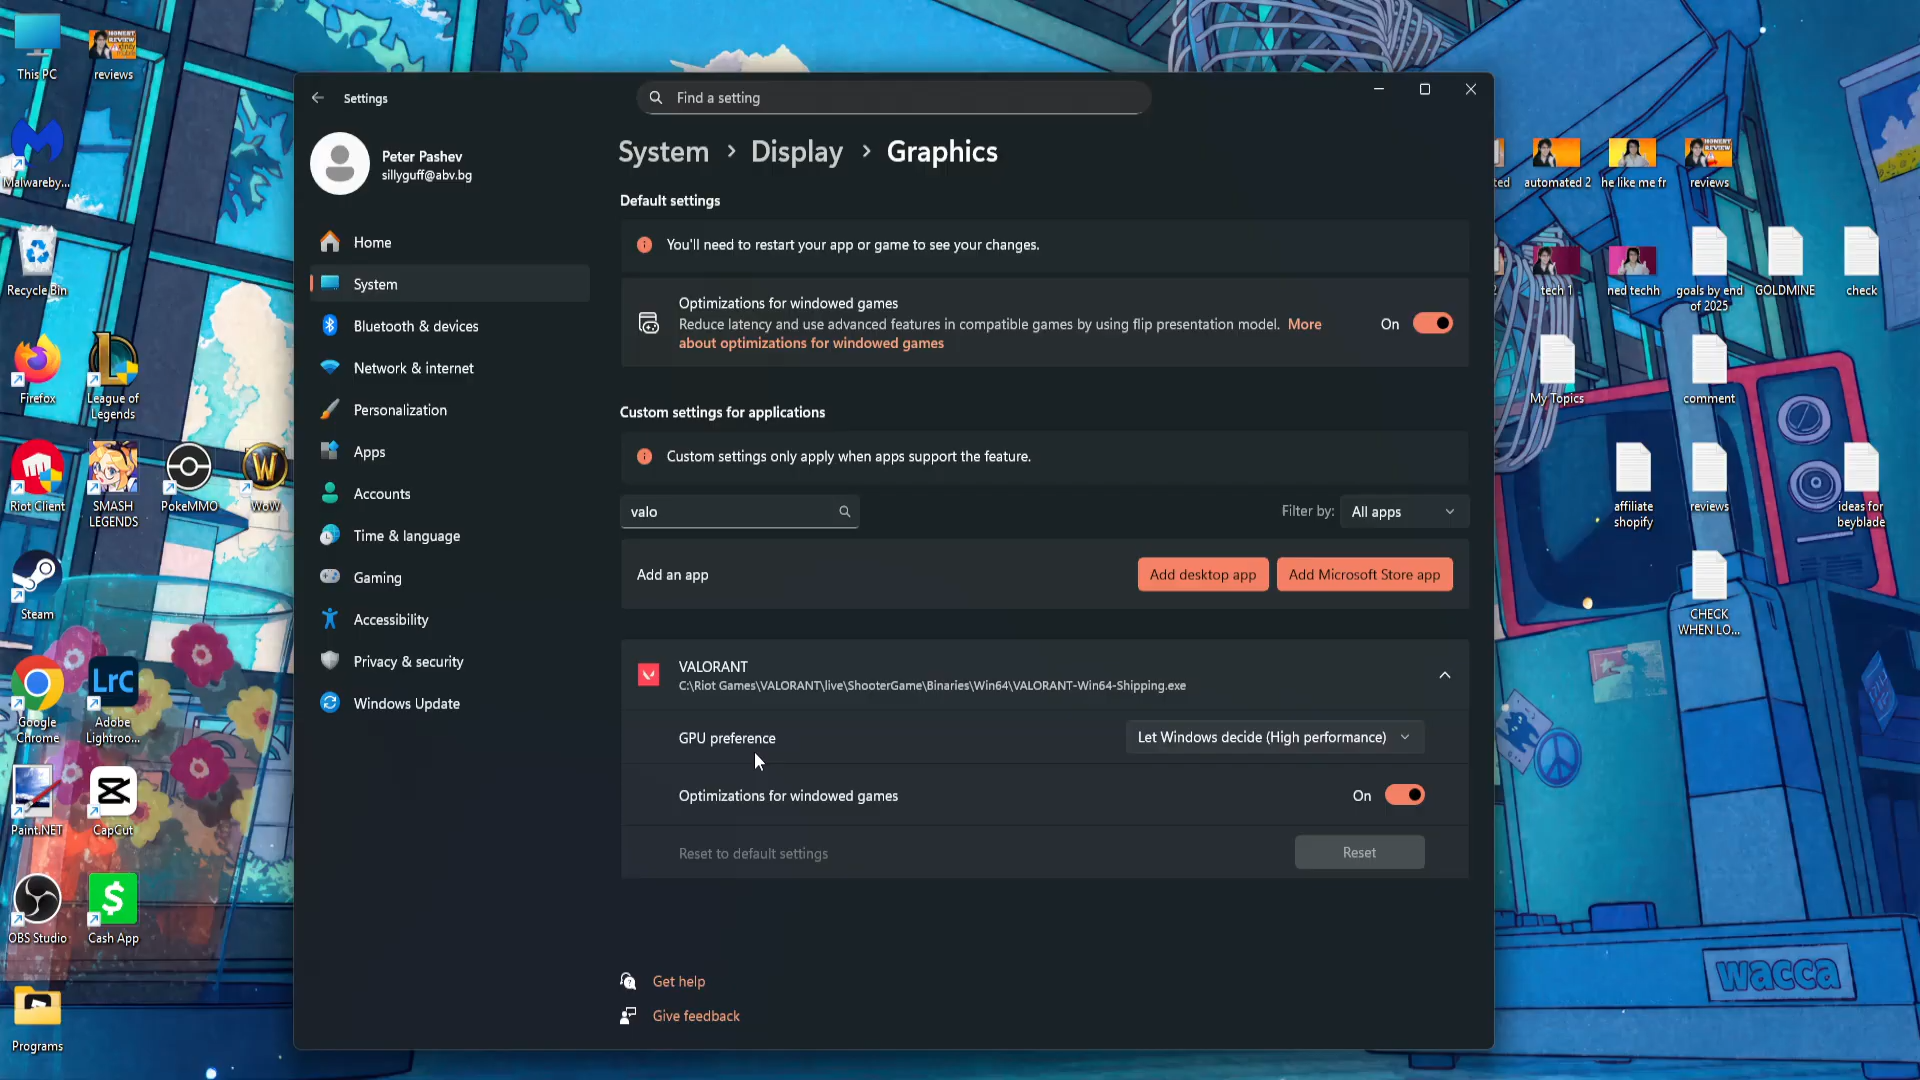 This PC
reviews
Malwareby...
Recycle Bin
Firefox
League of
Legends
Riot Client
SMASH
LEGENDS
PokeMMO
WoW
Steam
Google
Chrome
Adobe
Lightroo...
Paint.NET
CapCut
OBS Studio
Cash App
Programs
Settings
Find a setting
Peter Pashev
sillyguff@abv.bg
Home
System
Bluetooth & devices
Network & internet
Personalization
Apps
Accounts
Time & language
Gaming
Accessibility
Privacy & security
Windows Update
System > Display > Graphics
Default settings
You'll need to restart your app or game to see your changes.
Optimizations for windowed games
Reduce latency and use advanced features in compatible games by using flip presentation model. More
about optimizations for windowed games
On
Custom settings for applications
Custom settings only apply when apps support the feature.
valo
Filter by:
All apps
Add an app
Add desktop app
Add Microsoft Store app
VALORANT
C:\Riot Games\VALORANT\live\ShooterGame\Binaries\Win64\VALORANT-Win64-Shipping.exe
GPU preference
Let Windows decide (High performance)
Optimizations for windowed games
On
Reset to default settings
Reset
Get help
Give feedback
automated 2
he like me fr
reviews
tech 1
ned techh
goals by end
of 2025
GOLDMINE
check
My Topics
comment
affiliate
shopify
reviews
ideas for
beyblade
CHECK
WHEN LO...
wacca